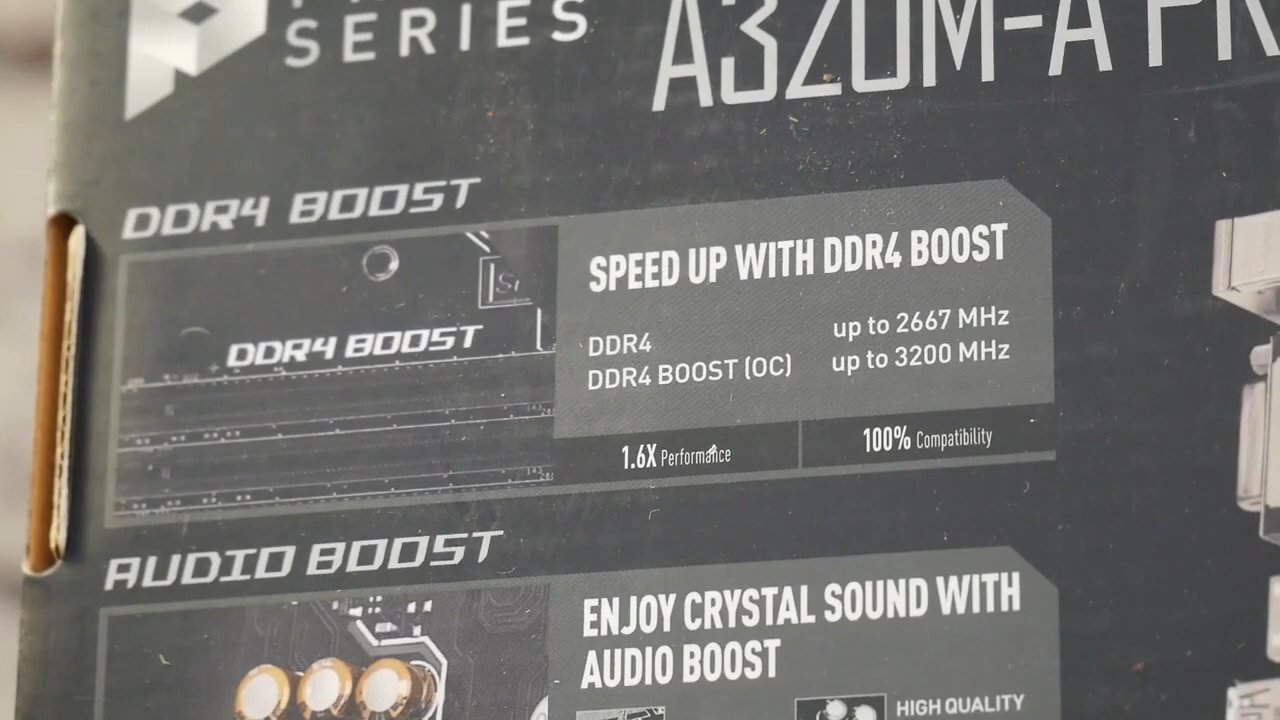 SERIES
A320M-A PR
DDR4 BOOST
SPEED UP WITH DDR4 BOOST
DDR4 up to 2667 MHz
DDR4 BOOST (OC) up to 3200 MHz
DDR4 BOOST
1.6X Performance
100% Compatibility
AUDIO BOOST
ENJOY CRYSTAL SOUND WITH
AUDIO BOOST
HIGH QUALITY